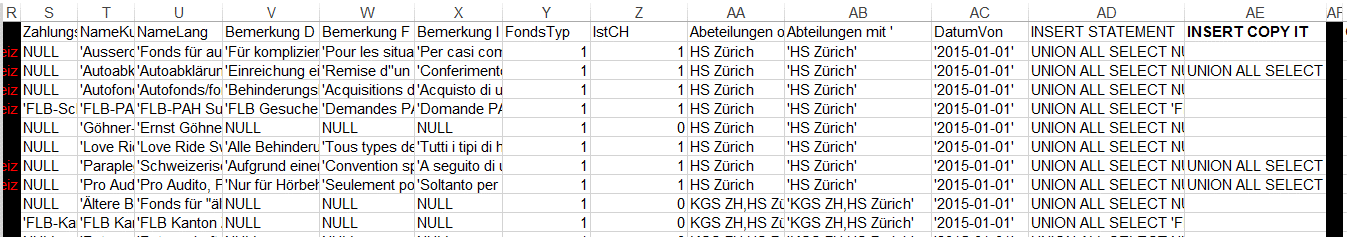 R S T U V W X Y Z AA AB AC AD AE AF
Zahlungs NameKu NameLang Bemerkung D Bemerkung F Bemerkung I FondsTyp IstCH Abeteilungen o Abteilungen mit ' DatumVon INSERT STATEMENT INSERT COPY IT
eiz NULL 'Ausserc 'Fonds für au 'Für komplizier 'Pour les situa 'Per casi com 1 1 HS Zürich 'HS Zürich' '2015-01-01' UNION ALL SELECT NU
eiz NULL 'Autoabk 'Autoabklärun 'Einreichung ei 'Remise d''un 'Conferimento 1 1 HS Zürich 'HS Zürich' '2015-01-01' UNION ALL SELECT NU UNION ALL SELECT
NULL 'Autofon 'Autofonds/fo 'Behinderungsl 'Acquisitions d 'Acquisto di u 1 1 HS Zürich 'HS Zürich' '2015-01-01' UNION ALL SELECT NU
eiz 'FLB-Sc 'FLB-PA 'FLB-PAH Su 'FLB Gesuche 'Demandes PA 'Domande PA 1 1 HS Zürich 'HS Zürich' '2015-01-01' UNION ALL SELECT 'F
NULL 'Göhner- 'Ernst Göhne NULL NULL NULL 1 0 HS Zürich 'HS Zürich' '2015-01-01' UNION ALL SELECT NU
NULL 'Love Rid 'Love Ride Sw 'Alle Behinderu 'Tous types de 'Tutti i tipi di h 1 1 HS Zürich 'HS Zürich' '2015-01-01' UNION ALL SELECT NU
eiz NULL 'Paraple 'Schweizerisc 'Aufgrund einer 'Convention sp 'A seguito di u 1 1 HS Zürich 'HS Zürich' '2015-01-01' UNION ALL SELECT NU UNION ALL SELECT
eiz NULL 'Pro Aud 'Pro Audito, F 'Nur für Hörbeh 'Seulement po 'Soltanto per 1 1 HS Zürich 'HS Zürich' '2015-01-01' UNION ALL SELECT NU UNION ALL SELECT
NULL 'Ältere B 'Fonds für "äl NULL NULL NULL 1 0 KGS ZH,HS Zü 'KGS ZH,HS Zürich' '2015-01-01' UNION ALL SELECT NU
'FLB-Ka 'FLB Kan 'FLB Kanton NULL NULL NULL 1 0 KGS ZH,HS Zü 'KGS ZH,HS Zürich' '2015-01-01' UNION ALL SELECT 'F